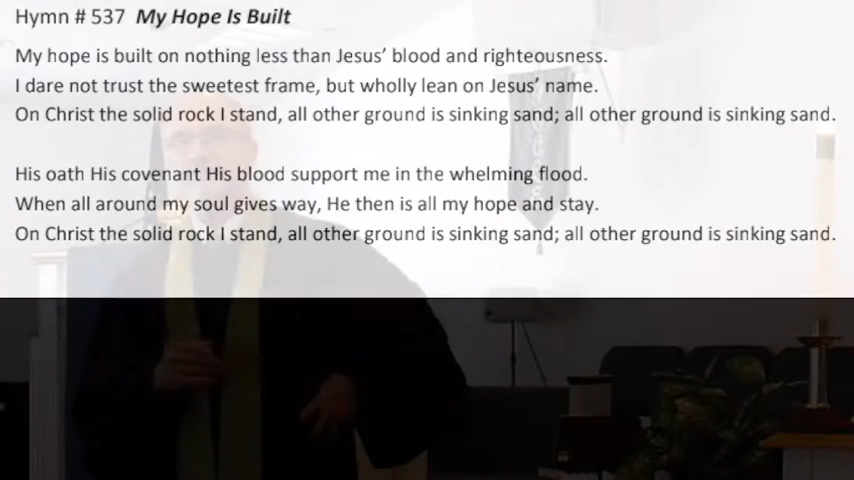 Hymn # 537 My Hope Is Built
My hope is built on nothing less than Jesus’ blood and righteousness.
I dare not trust the sweetest frame, but wholly lean on Jesus’ name.
On Christ the solid rock I stand, all other ground is sinking sand; all other ground is sinking sand.
His oath His covenant His blood support me in the whelming flood.
When all around my soul gives way, He then is all my hope and stay.
On Christ the solid rock I stand, all other ground is sinking sand; all other ground is sinking sand.